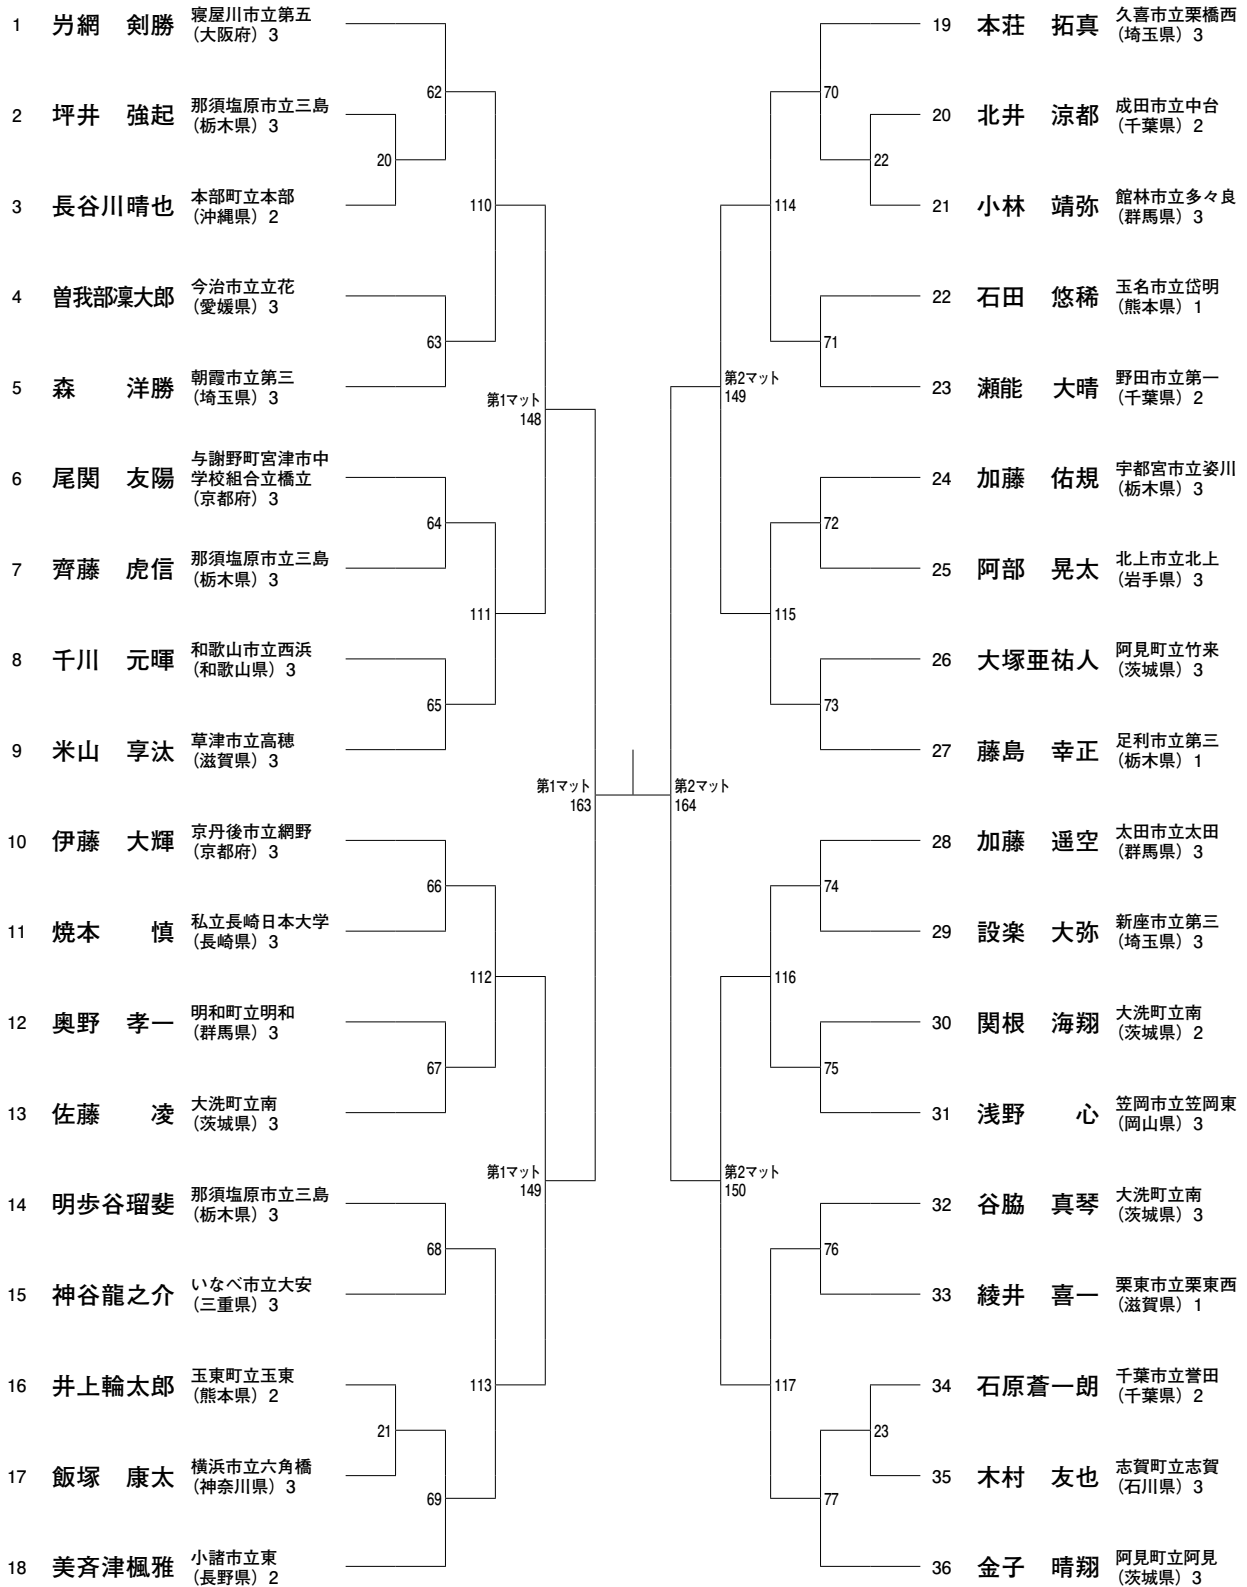 1 岃網 剣勝 寝屋川市立第五
(大阪府) 3
62
2 坪井 強起 那須塩原市立三島
(栃木県) 3
20
3 長谷川晴也 本部町立本部
(沖縄県) 2
110
4 曽我部凜大郎 今治市立立花
(愛媛県) 3
63
5 森 洋勝 朝霞市立第三
(埼玉県) 3
第1マット
148
6 尾関 友陽 与謝野町宮津市中
学校組合立橋立
(京都府) 3
64
7 齊藤 虎信 那須塩原市立三島
(栃木県) 3
111
8 千川 元暉 和歌山市立西浜
(和歌山県) 3
65
9 米山 享汰 草津市立高穂
(滋賀県) 3
第1マット
163
10 伊藤 大輝 京丹後市立網野
(京都府) 3
66
11 焼本 慎 私立長崎日本大学
(長崎県) 3
112
12 奥野 孝一 明和町立明和
(群馬県) 3
67
13 佐藤 凌 大洗町立南
(茨城県) 3
第1マット
149
14 明歩谷瑠斐 那須塩原市立三島
(栃木県) 3
68
15 神谷龍之介 いなべ市立大安
(三重県) 3
16 井上輪太郎 玉東町立玉東
(熊本県) 2
113
21
17 飯塚 康太 横浜市立六角橋
(神奈川県) 3
69
18 美斉津楓雅 小諸市立東
(長野県) 2
19 本荘 拓真 久喜市立栗橋西
(埼玉県) 3
70
20 北井 涼都 成田市立中台
(千葉県) 2
22
21 小林 靖弥 館林市立多々良
(群馬県) 3
114
22 石田 悠稀 玉名市立岱明
(熊本県) 1
71
23 瀬能 大晴 野田市立第一
(千葉県) 2
第2マット
149
24 加藤 佑規 宇都宮市立姿川
(栃木県) 3
72
25 阿部 晃太 北上市立北上
(岩手県) 3
115
26 大塚亜祐人 阿見町立竹来
(茨城県) 3
73
27 藤島 幸正 足利市立第三
(栃木県) 1
第2マット
164
28 加藤 遥空 太田市立太田
(群馬県) 3
74
29 設楽 大弥 新座市立第三
(埼玉県) 3
116
30 関根 海翔 大洗町立南
(茨城県) 2
75
31 浅野 心 笠岡市立笠岡東
(岡山県) 3
第2マット
150
32 谷脇 真琴 大洗町立南
(茨城県) 3
76
33 綾井 喜一 栗東市立栗東西
(滋賀県) 1
34 石原蒼一朗 千葉市立誉田
(千葉県) 2
117
23
35 木村 友也 志賀町立志賀
(石川県) 3
77
36 金子 晴翔 阿見町立阿見
(茨城県) 3